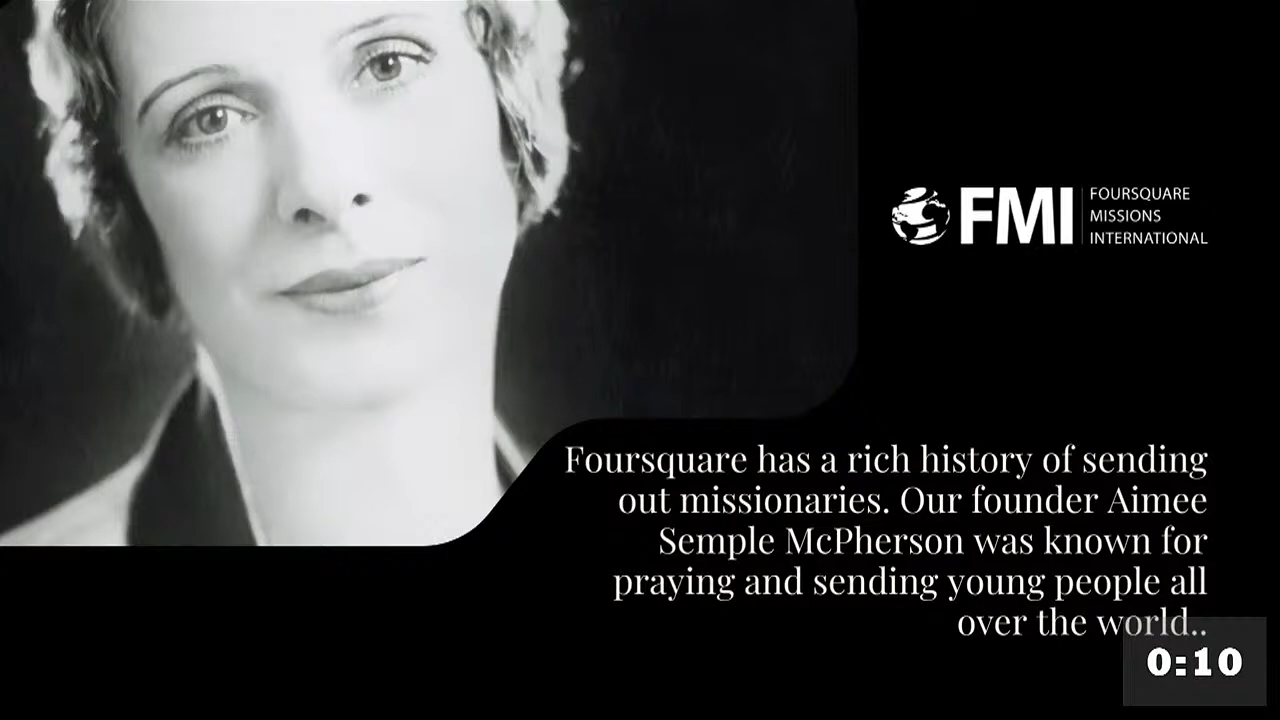 FMI
FOURSQUARE
MISSIONS
INTERNATIONAL
Foursquare has a rich history of sending
out missionaries. Our founder Aimee
Semple McPherson was known for
praying and sending young people all
over the world..
0:10